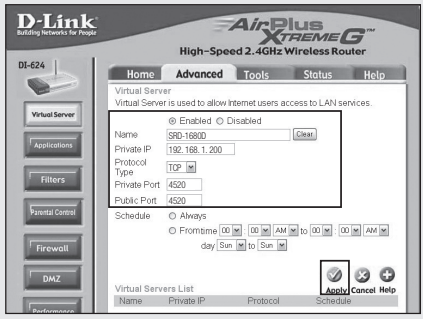 D-Link
Building Networks for People
AirPlus
XTREME G™
High-Speed 2.4GHz Wireless Router
DI-624
Home Advanced Tools Status Help
Virtual Server
Virtual Server is used to allow Internet users access to LAN services.
Enabled Disabled
Name SRD-1680D Clear
Private IP 192.168.1.200
Protocol Type TCP
Private Port 4520
Public Port 4520
Schedule Always
From time 00 : 00 AM to 00 : 00 AM
day Sun to Sun
Apply Cancel Help
Virtual Servers List
Name Private IP Protocol Schedule
Virtual Server
Applications
Filters
Parental Control
Firewall
DMZ
Performance